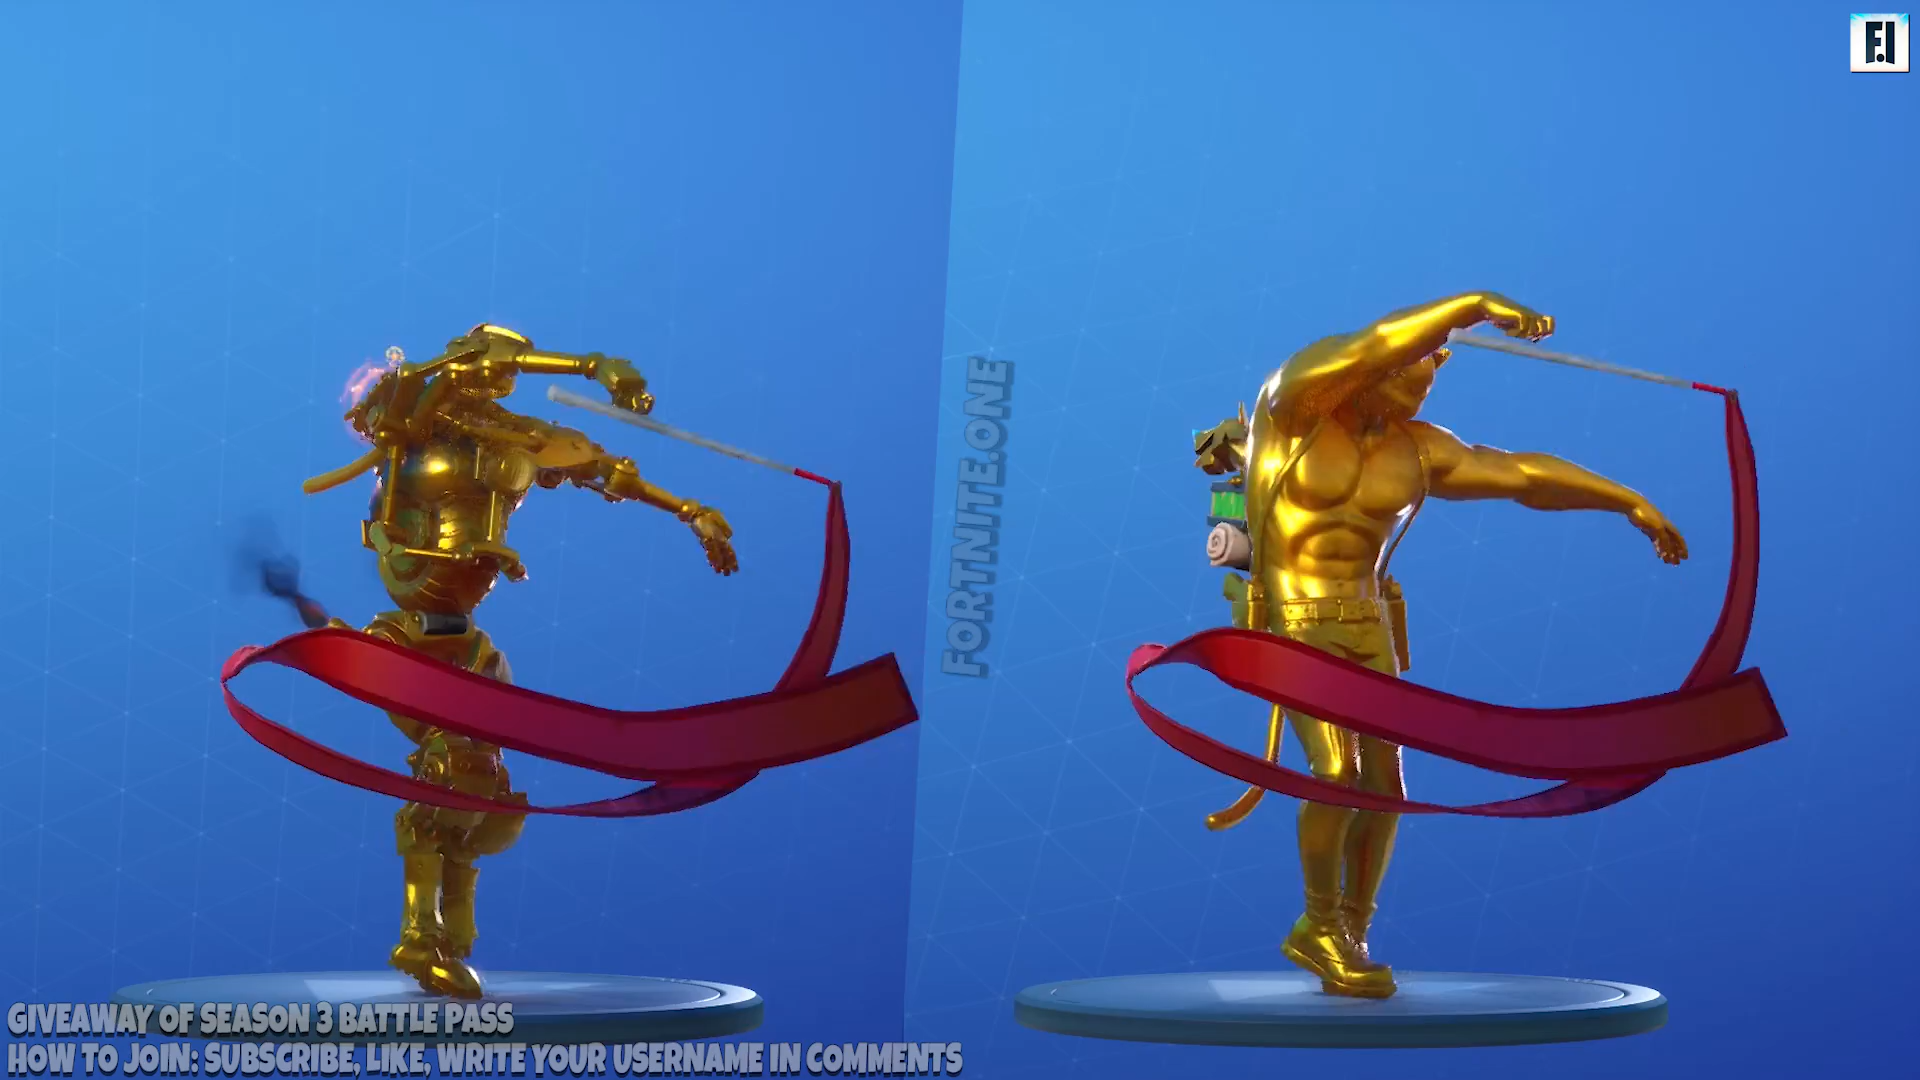 F.I
FORTNITE.ONE
GIVEAWAY OF SEASON 3 BATTLE PASS
HOW TO JOIN: SUBSCRIBE, LIKE, WRITE YOUR USERNAME IN COMMENTS